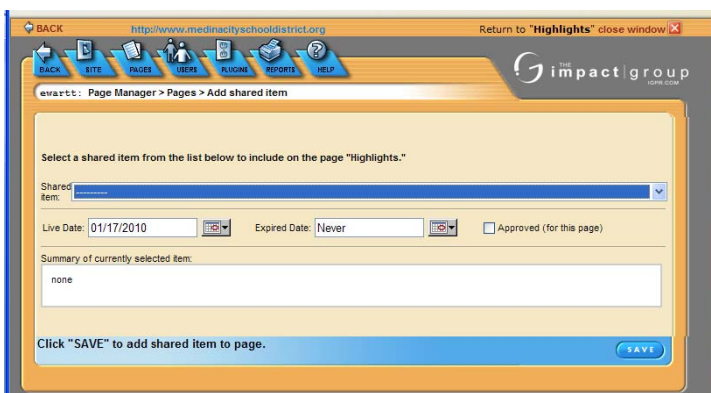 BACK http://www.medinacityschooldistrict.org Return to "Highlights" close window
BACK SITE PAGES USERS PLUGINS REPORTS HELP
THE
impact|group
IGPR.COM
ewartt: Page Manager > Pages > Add shared item
Select a shared item from the list below to include on the page "Highlights."
Shared
item: ---------
Live Date: 01/17/2010 Expired Date: Never Approved (for this page)
Summary of currently selected item:
none
Click "SAVE" to add shared item to page. SAVE